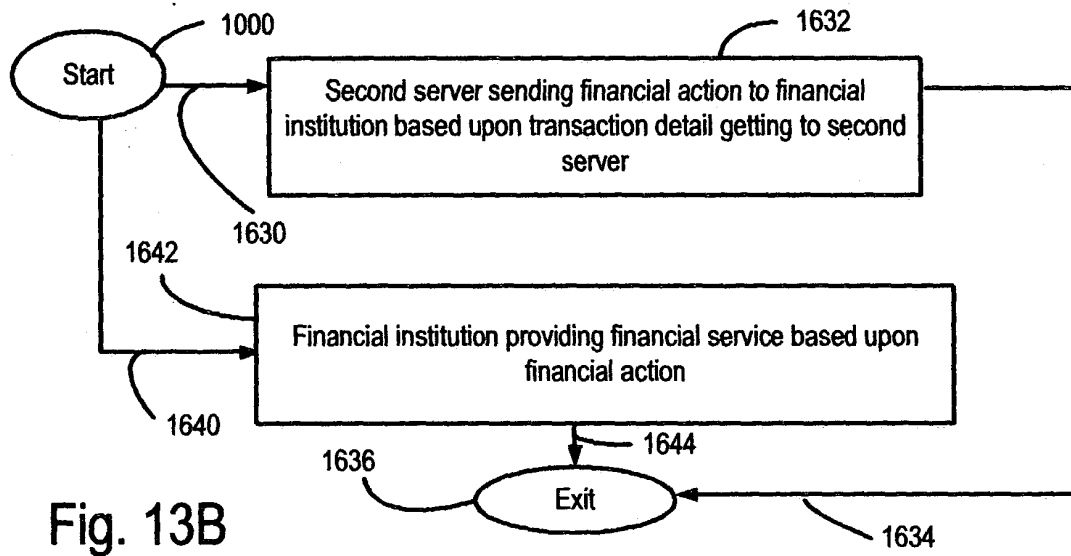 1000
1632
Start
Second server sending financial action to financial
institution based upon transaction detail getting to second
server
1630
1642
Financial institution providing financial service based upon
financial action
1640
1644
1636
Exit
Fig. 13B
1634